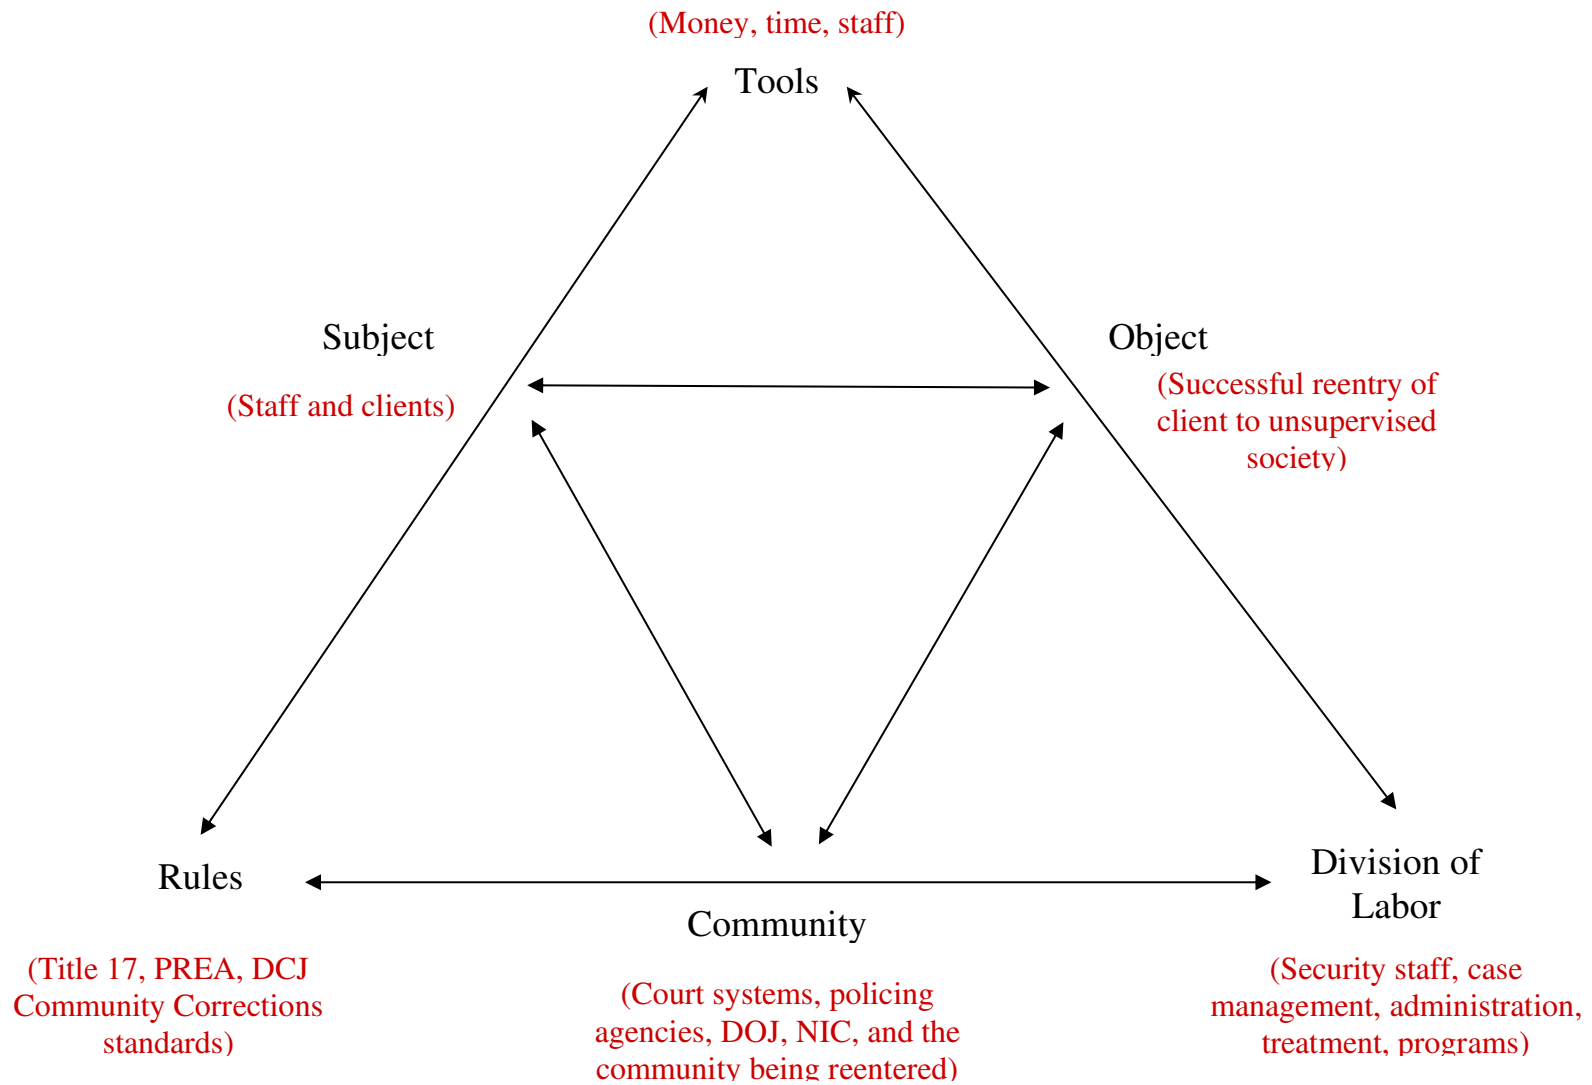 (Money, time, staff)
Tools
Subject
(Staff and clients)
Object
(Successful reentry of
client to unsupervised
society)
Rules
(Title 17, PREA, DCJ
Community Corrections
standards)
Community
(Court systems, policing
agencies, DOJ, NIC, and the
community being reentered)
Division of
Labor
(Security staff, case
management, administration,
treatment, programs)